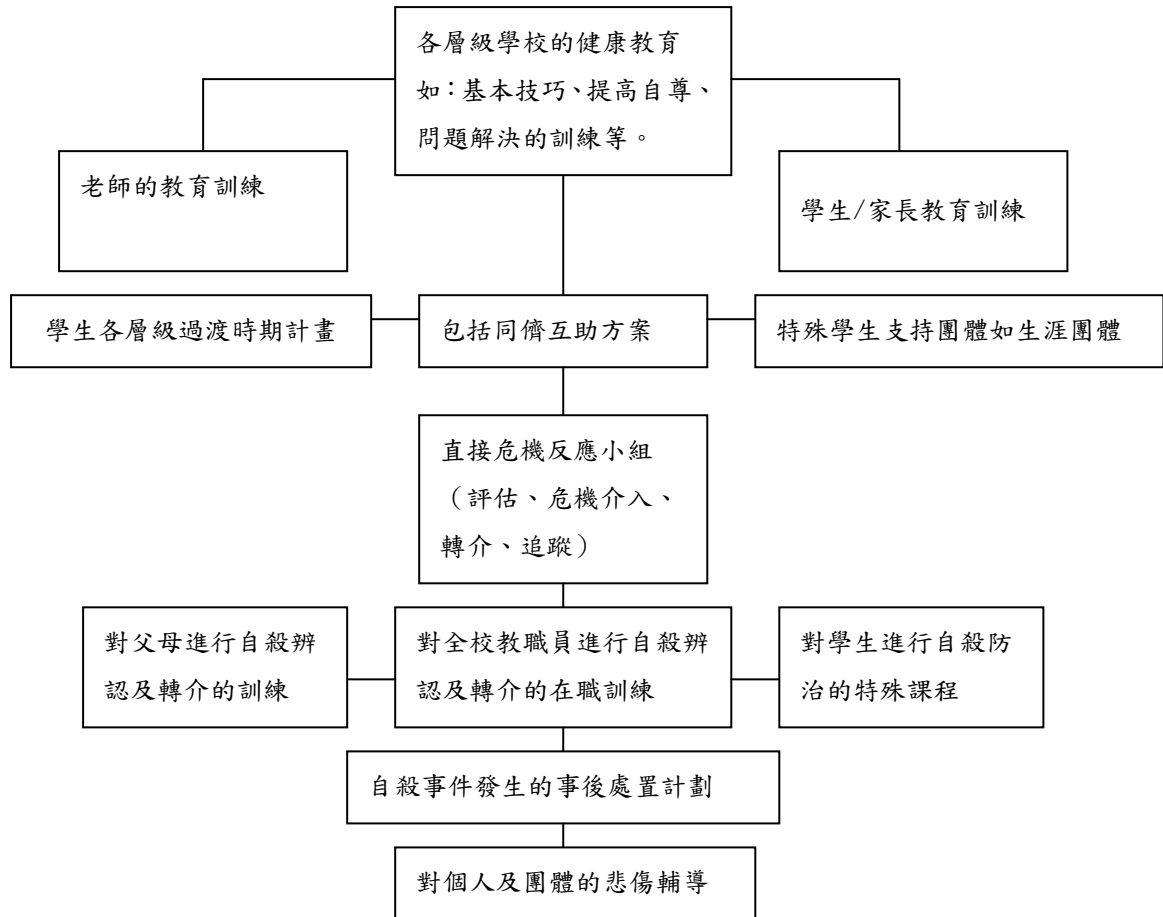 各層級學校的健康教育
如：基本技巧、提高自尊、
問題解決的訓練等。
老師的教育訓練
學生/家長教育訓練
學生各層級過渡時期計畫
包括同儕互助方案
特殊學生支持團體如生涯團體
直接危機反應小組
（評估、危機介入、
轉介、追蹤）
對父母進行自殺辨
認及轉介的訓練
對全校教職員進行自殺辨
認及轉介的在職訓練
對學生進行自殺防
治的特殊課程
自殺事件發生的事後處置計劃
對個人及團體的悲傷輔導